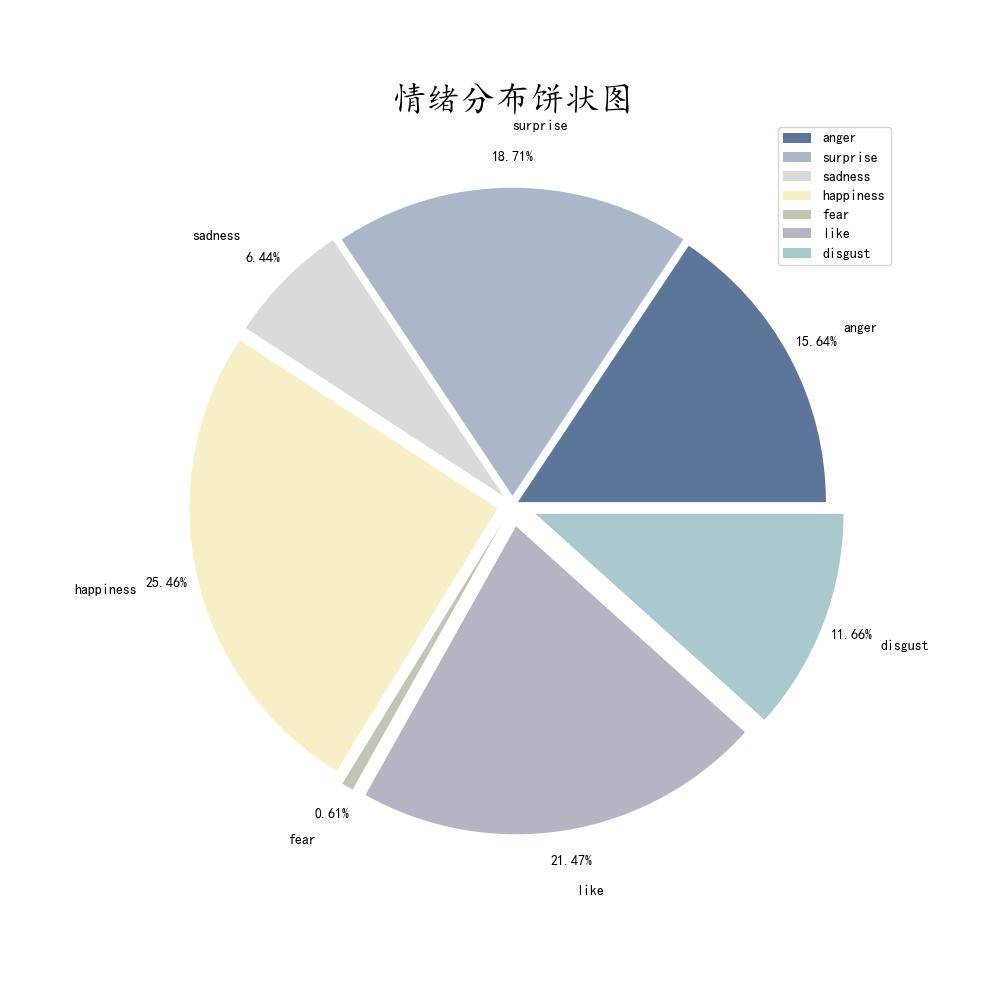 情绪分布饼状图
surprise
18.71%
anger
surprise
sadness
happiness
fear
like
disgust
sadness
6.44%
anger
15.64%
happiness
25.46%
11.66%
disgust
0.61%
fear
21.47%
like